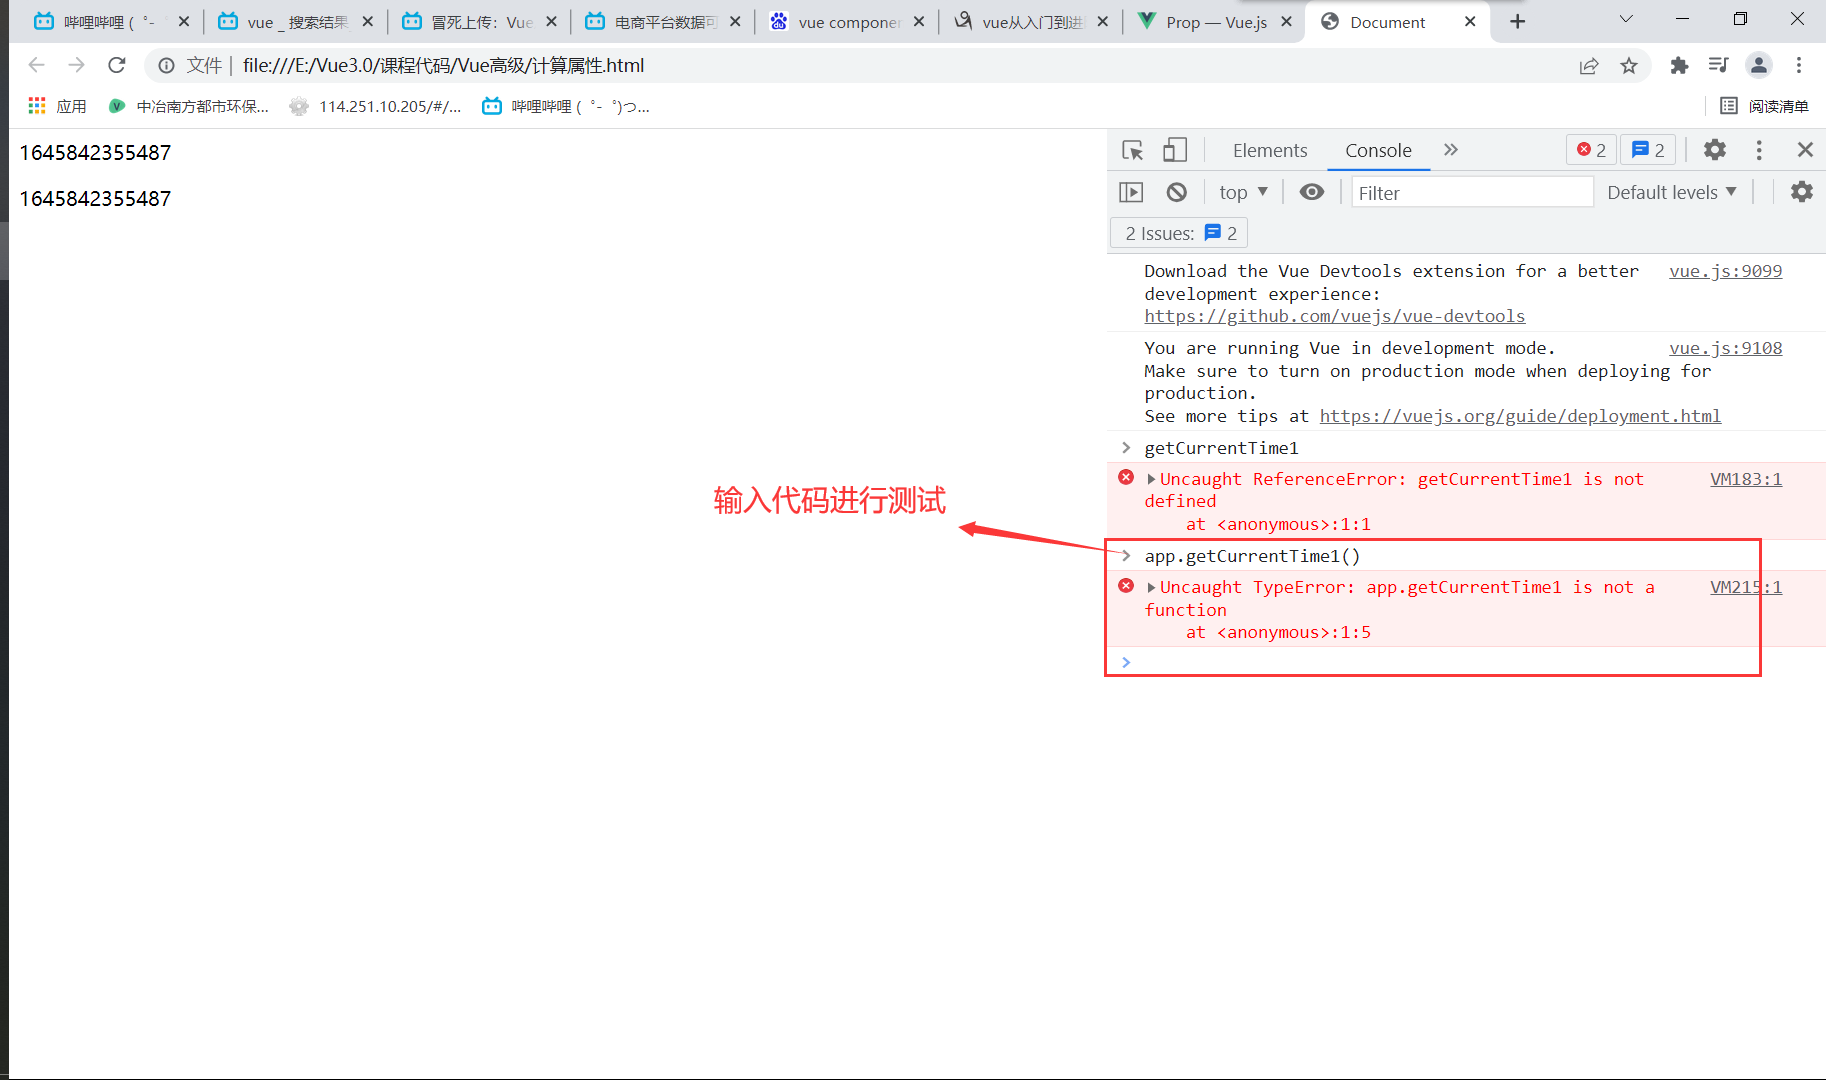 哔哩哔哩 ( ゜-
vue _ 搜索结果
冒死上传：Vue
电商平台数据可
vue componen
vue从入门到进
Prop — Vue.js
Document
文件
file:///E:/Vue3.0/课程代码/Vue高级/计算属性.html
应用
中冶南方都市环保...
114.251.10.205/#/...
哔哩哔哩 ( ゜- ゜)つ...
阅读清单
1645842355487
1645842355487
Elements
Console
2
2
top
Filter
Default levels
2 Issues:
2
Download the Vue Devtools extension for a better vue.js:9099
development experience:
https://github.com/vuejs/vue-devtools
You are running Vue in development mode. vue.js:9108
Make sure to turn on production mode when deploying for
production.
See more tips at https://vuejs.org/guide/deployment.html
getCurrentTime1
Uncaught ReferenceError: getCurrentTime1 is not VM183:1
defined
at <anonymous>:1:1
输入代码进行测试
app.getCurrentTime1()
Uncaught TypeError: app.getCurrentTime1 is not a VM215:1
function
at <anonymous>:1:5